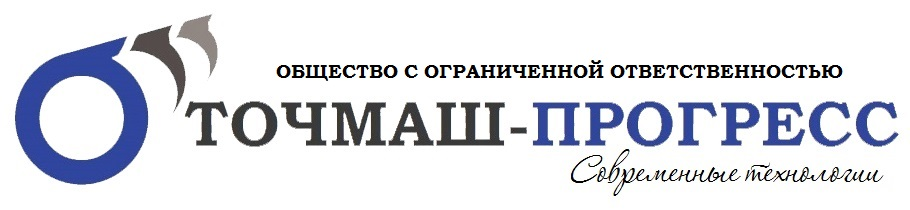 ОБЩЕСТВО С ОГРАНИЧЕННОЙ ОТВЕТСТВЕННОСТЬЮ
ТОЧМАШ-ПРОГРЕСС
Современные технологии